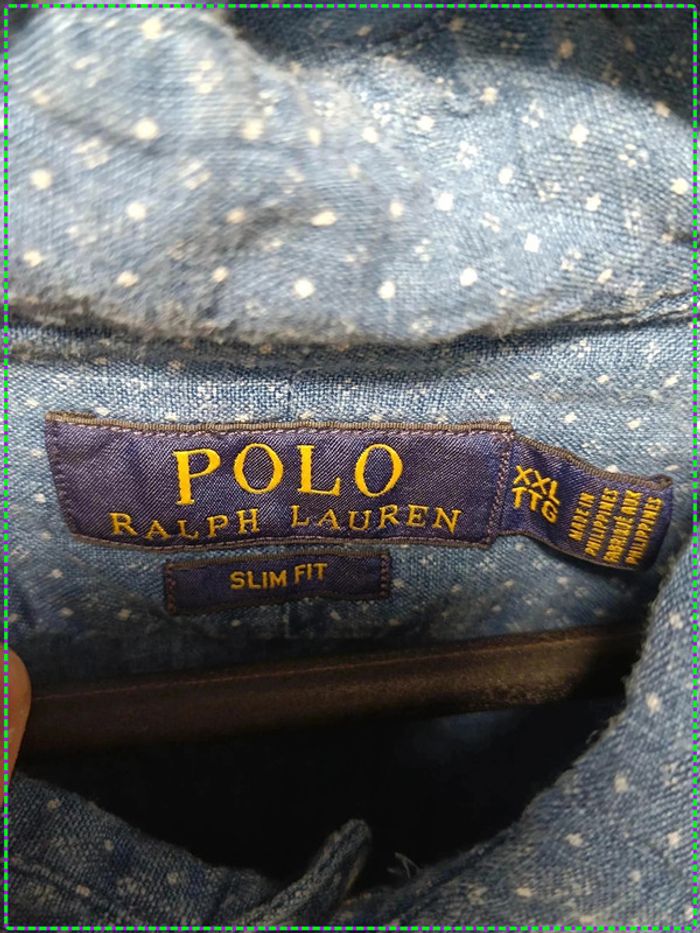 POLO
RALPH LAUREN
SLIM FIT
XXL
TTG
MADE IN
PHILIPPINES
FABRIQUÉ AUX
PHILIPPINES